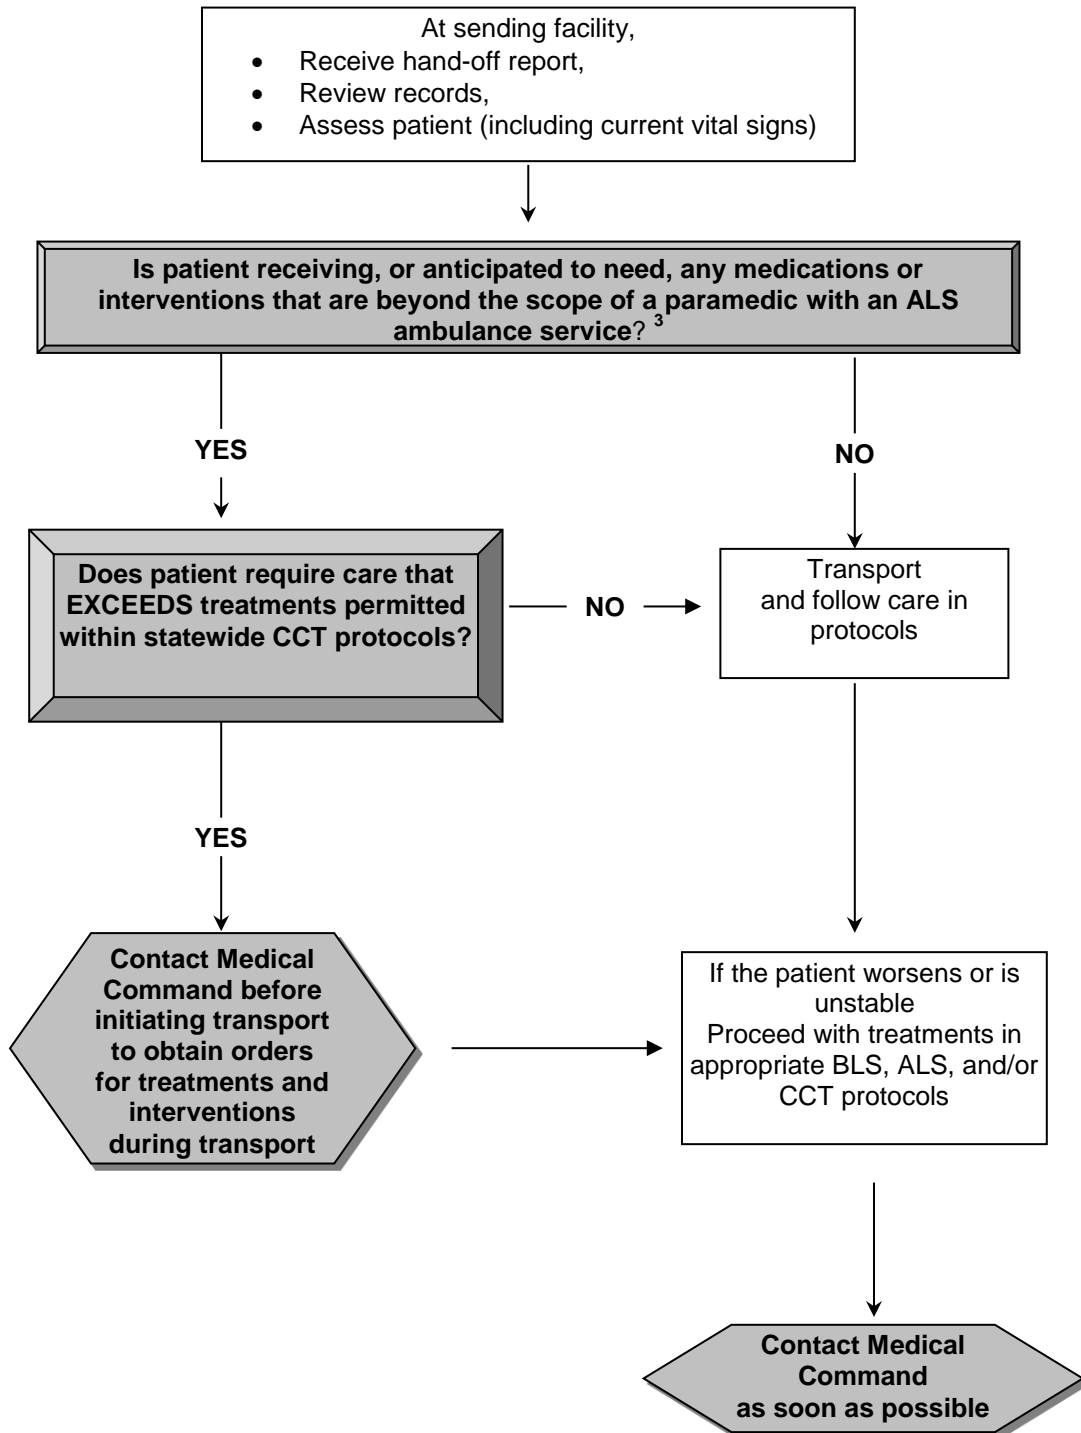 At sending facility,
• Receive hand-off report,
• Review records,
• Assess patient (including current vital signs)
Is patient receiving, or anticipated to need, any medications or
interventions that are beyond the scope of a paramedic with an ALS
ambulance service? 3
YES
NO
Does patient require care that
EXCEEDS treatments permitted
within statewide CCT protocols?
NO
Transport
and follow care in
protocols
YES
Contact Medical
Command before
initiating transport
to obtain orders
for treatments and
interventions
during transport
If the patient worsens or is
unstable
Proceed with treatments in
appropriate BLS, ALS, and/or
CCT protocols
Contact Medical
Command
as soon as possible